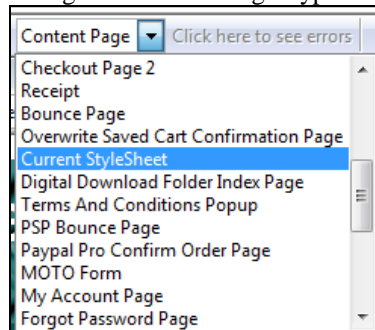 Content Page Click here to see errors
Checkout Page 2
Receipt
Bounce Page
Overwrite Saved Cart Confirmation Page
Current StyleSheet
Digital Download Folder Index Page
Terms And Conditions Popup
PSP Bounce Page
Paypal Pro Confirm Order Page
MOTO Form
My Account Page
Forgot Password Page